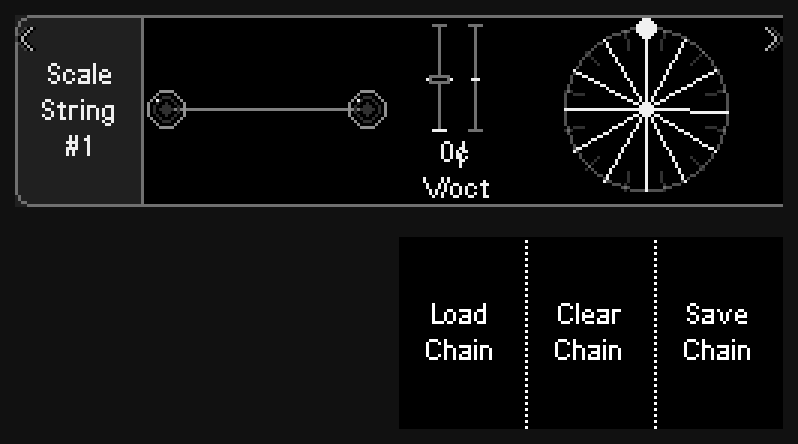 Scale
String
#1
0¢
V/oct
Load
Chain
Clear
Chain
Save
Chain